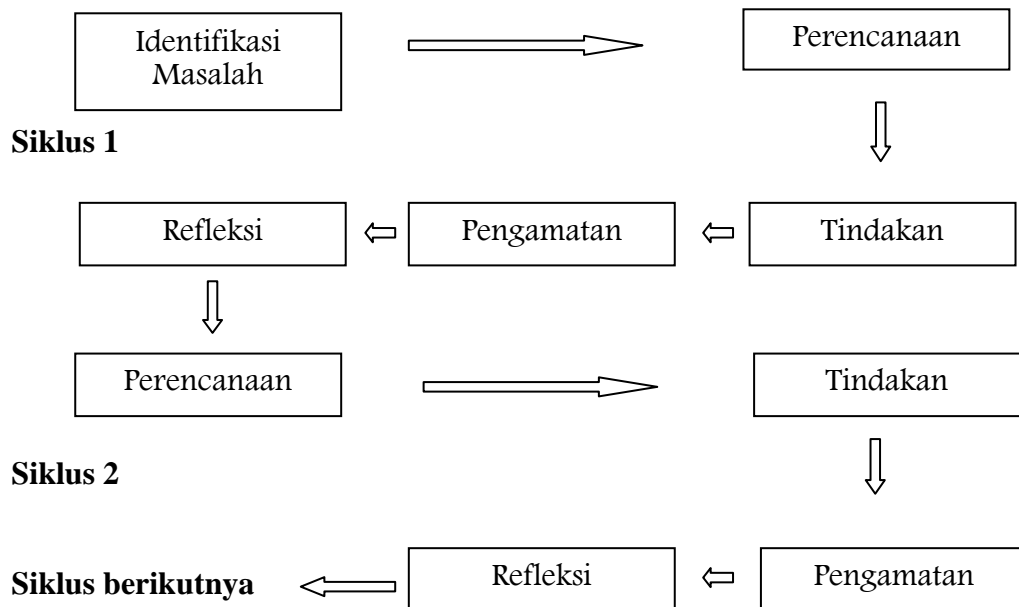 Identifikasi
Masalah
Perencanaan
Siklus 1
Refleksi
Pengamatan
Tindakan
Perencanaan
Tindakan
Siklus 2
Siklus berikutnya
Refleksi
Pengamatan